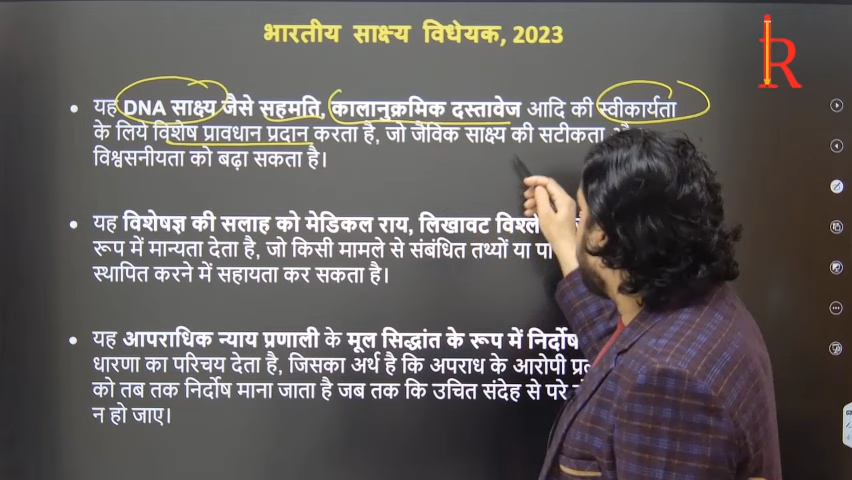 भारतीय साक्ष्य विधेयक, 2023
R
यह DNA साक्ष्य जैसे सहमति, कालानुक्रमिक दस्तावेज आदि की स्वीकार्यता
के लिये विशेष प्रावधान प्रदान करता है, जो जैविक साक्ष्य की सटीकता
विश्वसनीयता को बढ़ा सकता है।
यह विशेषज्ञ की सलाह को मेडिकल राय, लिखावट
रूप में मान्यता देता है, जो किसी मामले से संबंधित तथ्यों या
स्थापित करने में सहायता कर सकता है।
यह आपराधिक न्याय प्रणाली के मूल सिद्धांत के रूप में निर्दोष
धारणा का परिचय देता है, जिसका अर्थ है कि अपराध के आरोपी
को तब तक निर्दोष माना जाता है जब तक कि उचित संदेह से परे
न हो जाए।